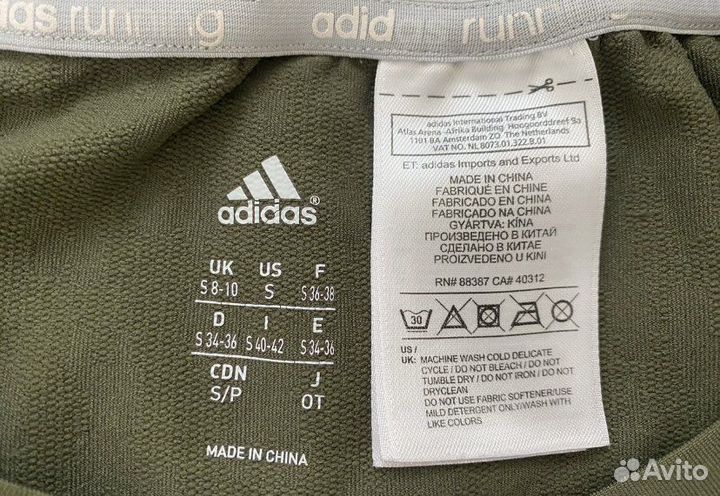 das running adidas running
adidas International Trading BV
Atlas Arena-Afrika Building Hoogoorddreef 9a
1101 BA Amsterdam ZO The Netherlands
VAT NO. NL 8073.01.322.B.01
ET: adidas Imports and Exports Ltd
MADE IN CHINA
FABRIQUÉ EN CHINE
FABRICADO EN CHINA
FABRICADO NA CHINA
GYÁRTVA: KÍNA
ПРОИЗВЕДЕНО В КИТАЙ
СДЕЛАНО В КИТАЕ
PROIZVEDENO U KINI
RN# 88387 CA# 40312
30
US /
UK: MACHINE WASH COLD DELICATE
CYCLE / DO NOT BLEACH / DO NOT
TUMBLE DRY / DO NOT IRON / DO NOT
DRYCLEAN
DO NOT USE FABRIC SOFTENER/USE
MILD DETERGENT ONLY/WASH WITH
LIKE COLORS
adidas®
UK US F
S 8-10 S S 36-38
D I E
S 34-36 S 40-42 S 34-36
CDN J
S/P OT
MADE IN CHINA
Avito